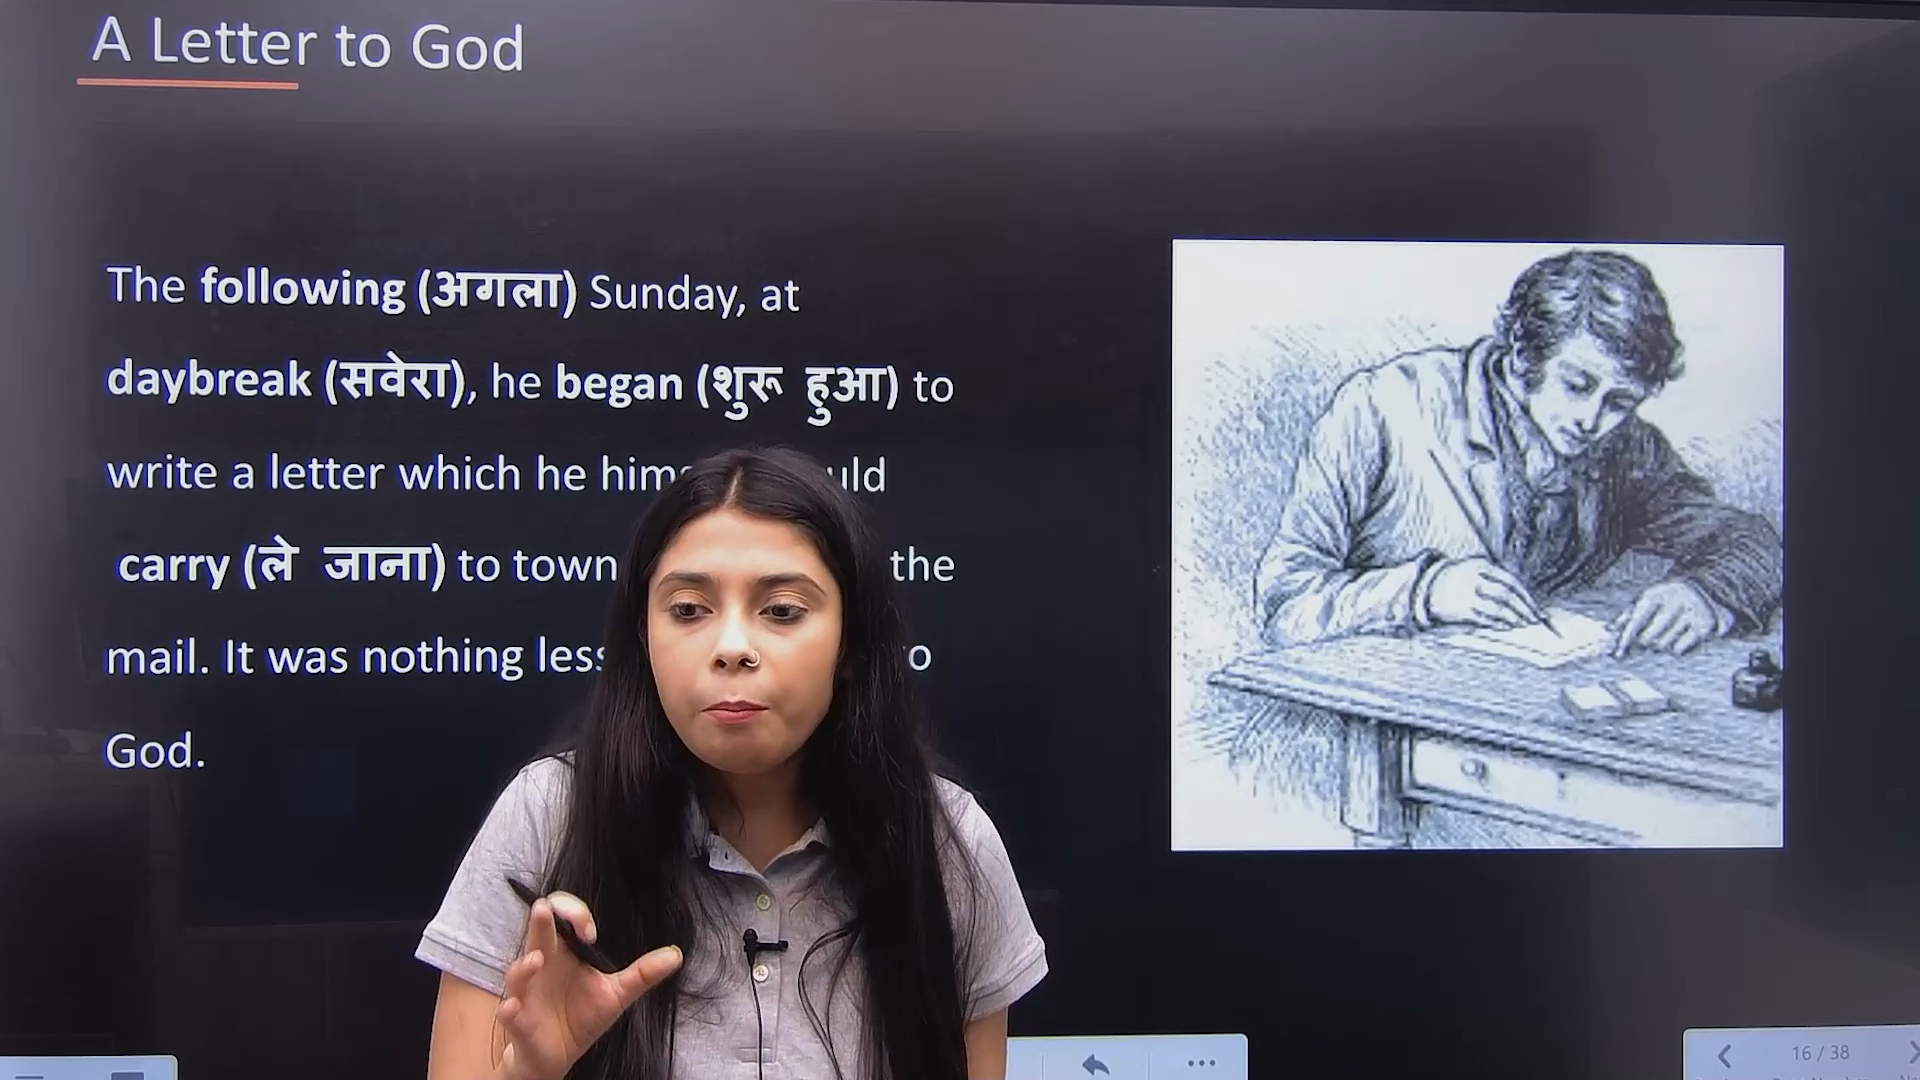 A Letter to God
The following (अगला) Sunday, at
daybreak (सवेरा), he began (शुरू हुआ) to
write a letter which he uld
carry (ले जाना) to town the
mail. It was nothing less
God.
16 / 38